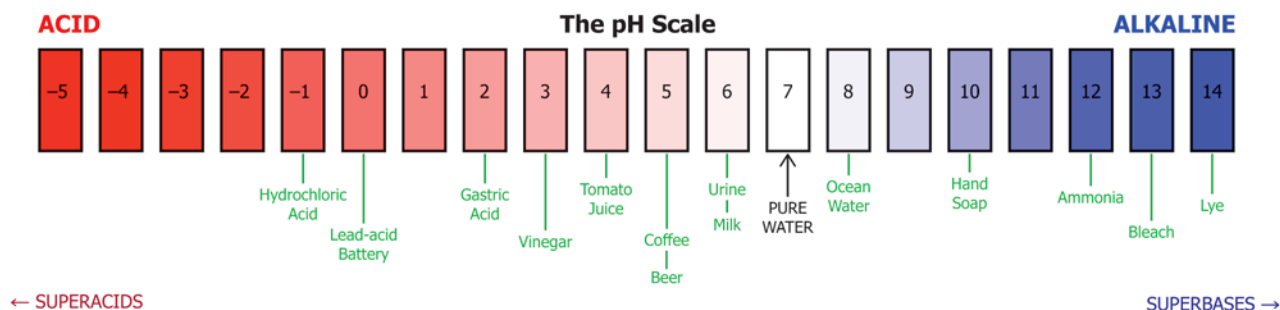 ACID
The pH Scale
ALKALINE
–5 –4 –3 –2 –1 0 1 2 3 4 5 6 7 8 9 10 11 12 13 14
Hydrochloric
Acid
Lead-acid
Battery
Gastric
Acid
Vinegar
Tomato
Juice
Coffee
Beer
Urine
Milk
PURE
WATER
Ocean
Water
Hand
Soap
Ammonia
Bleach
Lye
← SUPERACIDS
SUPERBASES →